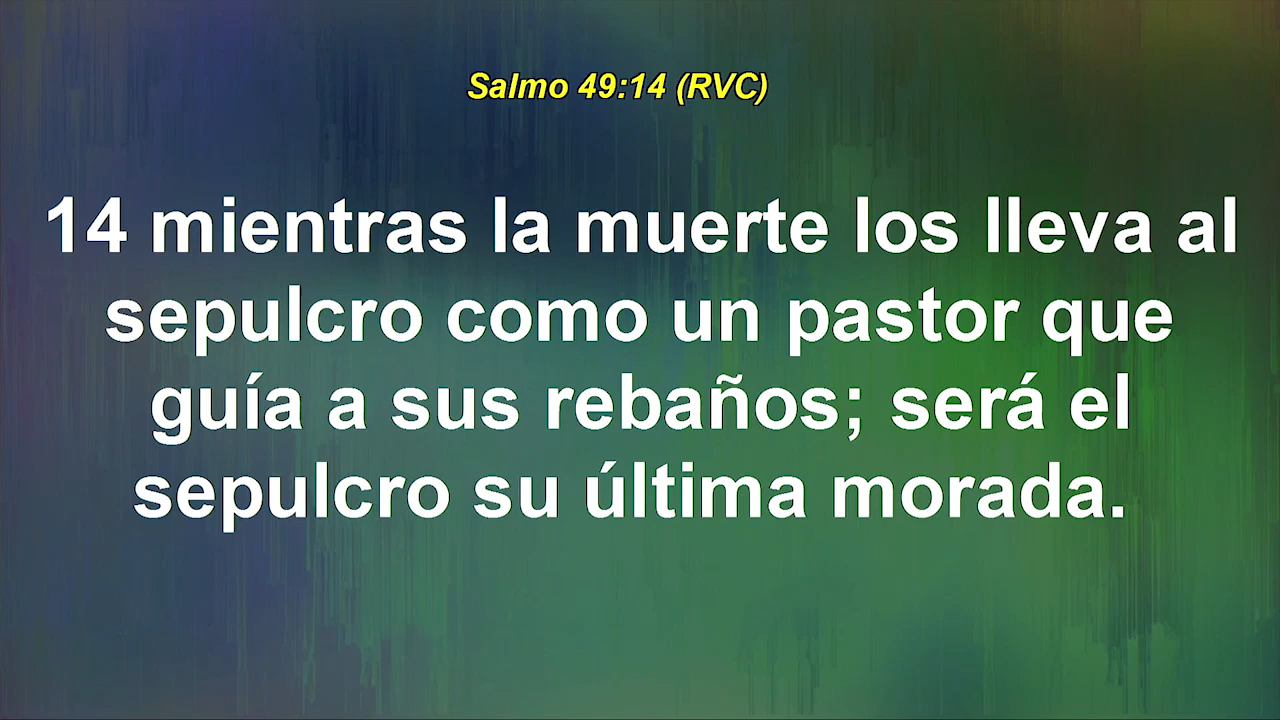 Salmo 49:14 (RVC)
14 mientras la muerte los lleva al
sepulcro como un pastor que
guía a sus rebaños; será el
sepulcro su última morada.